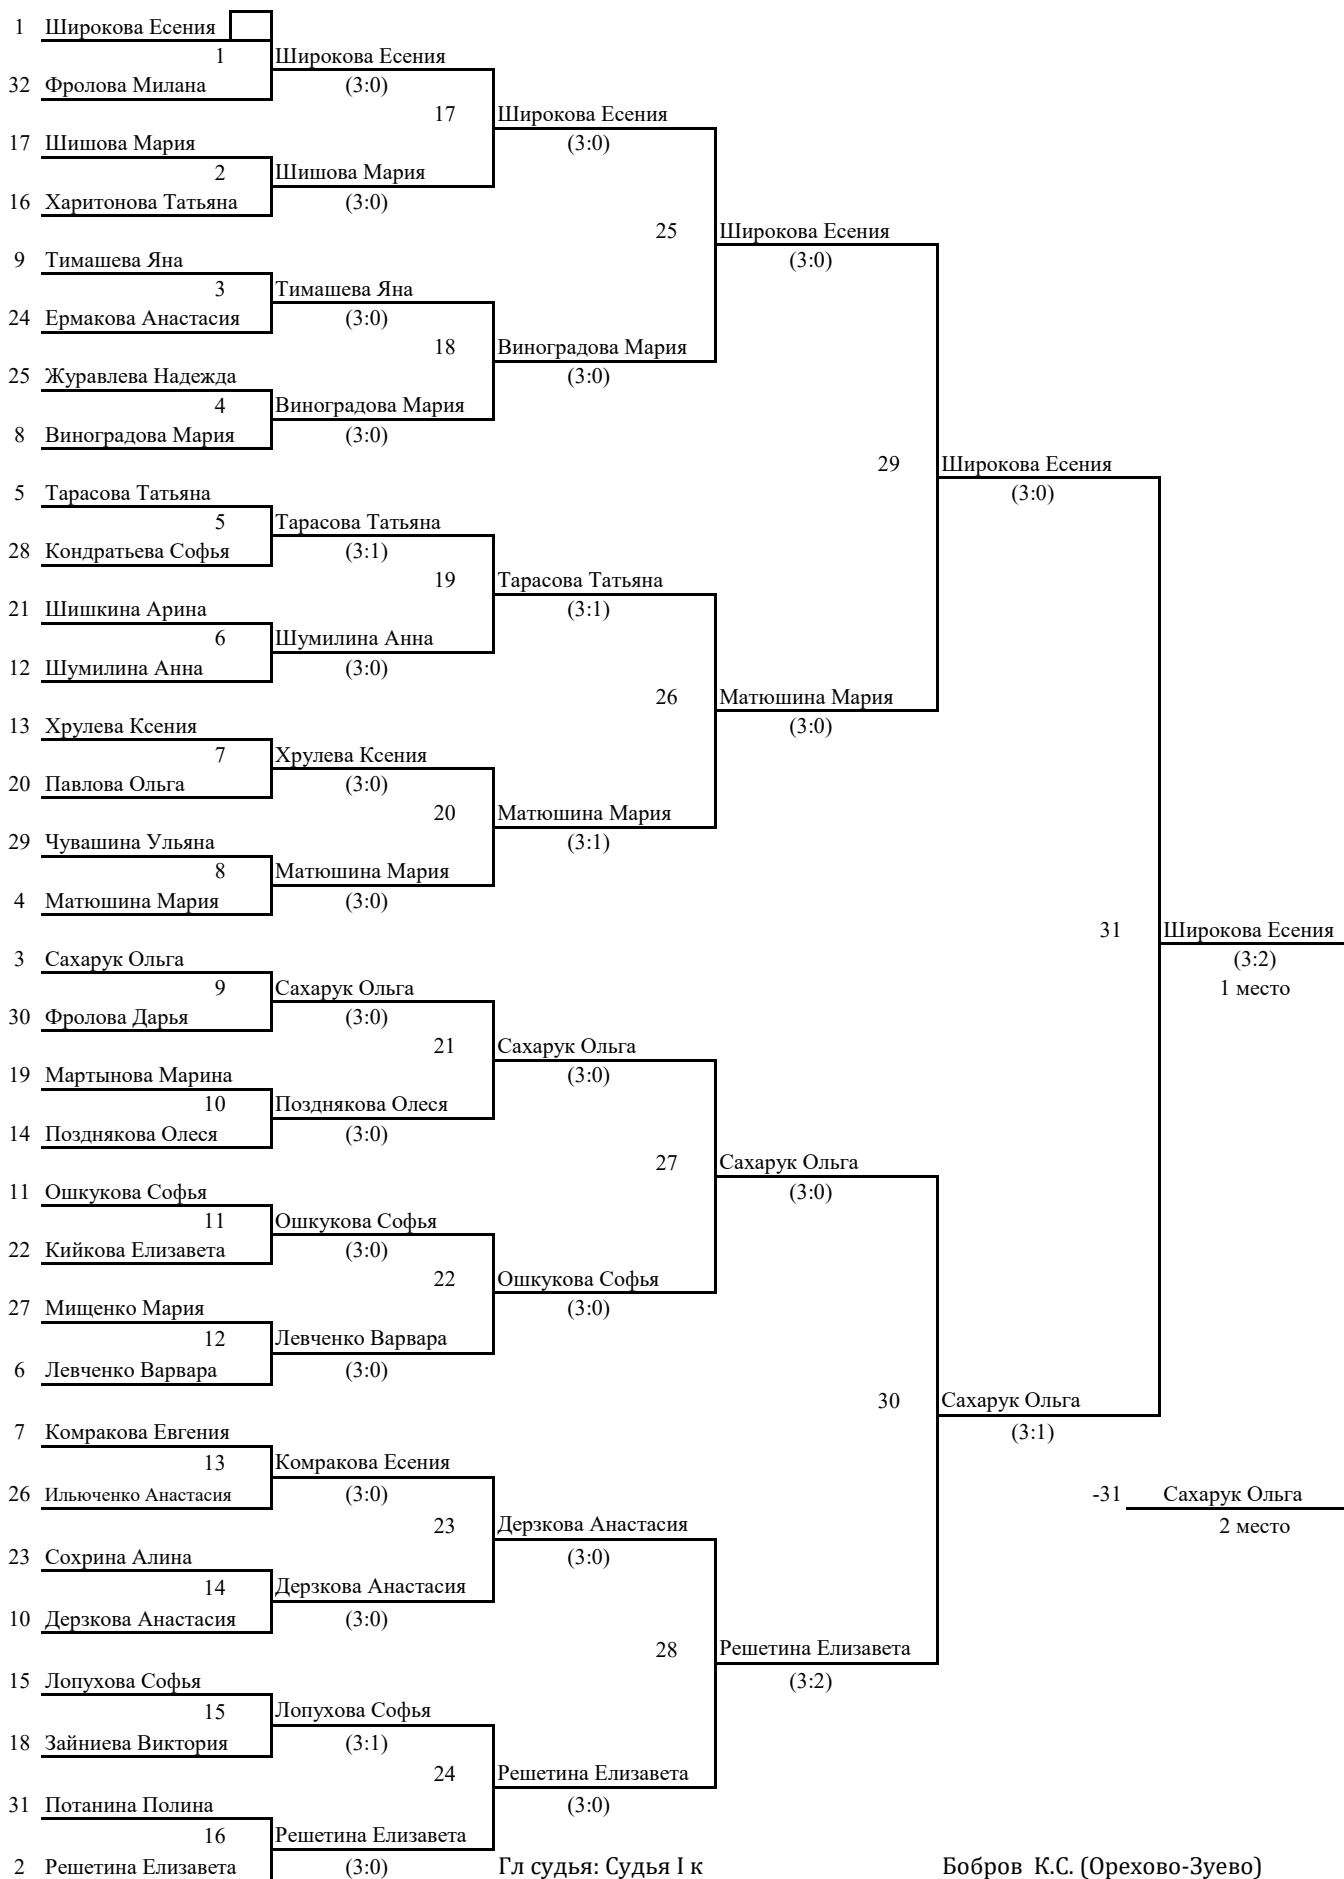 1 Широкова Есения
1 Широкова Есения
32 Фролова Милана (3:0)
17 Широкова Есения
17 Шишова Мария (3:0)
2 Шишова Мария
16 Харитонова Татьяна (3:0)
25 Широкова Есения
9 Тимашева Яна (3:0)
3 Тимашева Яна
24 Ермакова Анастасия (3:0)
18 Виноградова Мария
25 Журавлева Надежда (3:0)
4 Виноградова Мария
8 Виноградова Мария (3:0)
29 Широкова Есения
5 Тарасова Татьяна (3:0)
5 Тарасова Татьяна
28 Кондратьева Софья (3:1)
19 Тарасова Татьяна
21 Шишкина Арина (3:1)
6 Шумилина Анна
12 Шумилина Анна (3:0)
26 Матюшина Мария
13 Хрулева Ксения (3:0)
7 Хрулева Ксения
20 Павлова Ольга (3:0)
20 Матюшина Мария
29 Чувашина Ульяна (3:1)
8 Матюшина Мария
4 Матюшина Мария (3:0)
31 Широкова Есения
3 Сахарук Ольга (3:2)
9 Сахарук Ольга 1 место
30 Фролова Дарья (3:0)
21 Сахарук Ольга
19 Мартынова Марина (3:0)
10 Позднякова Олеся
14 Позднякова Олеся (3:0)
27 Сахарук Ольга
11 Ошкукова Софья (3:0)
11 Ошкукова Софья
22 Кийкова Елизавета (3:0)
22 Ошкукова Софья
27 Мищенко Мария (3:0)
12 Левченко Варвара
6 Левченко Варвара (3:0)
30 Сахарук Ольга
7 Комракова Евгения (3:1)
13 Комракова Есения
26 Ильюченко Анастасия (3:0) -31 Сахарук Ольга
23 Дерзкова Анастасия 2 место
23 Сохрина Алина (3:0)
14 Дерзкова Анастасия
10 Дерзкова Анастасия (3:0)
28 Решетина Елизавета
15 Лопухова Софья (3:2)
15 Лопухова Софья
18 Зайниева Виктория (3:1)
24 Решетина Елизавета
31 Потанина Полина (3:0)
16 Решетина Елизавета
2 Решетина Елизавета (3:0) Гл судья: Судья I к Бобров К.С. (Орехово-Зуево)